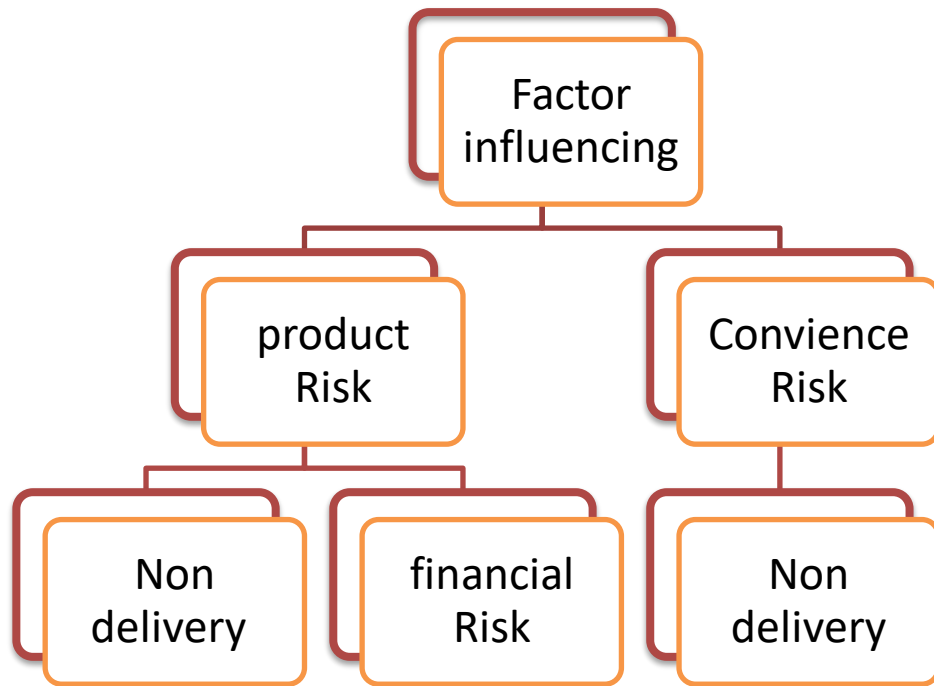 Factor
influencing
product
Risk
Convience
Risk
Non
delivery
financial
Risk
Non
delivery